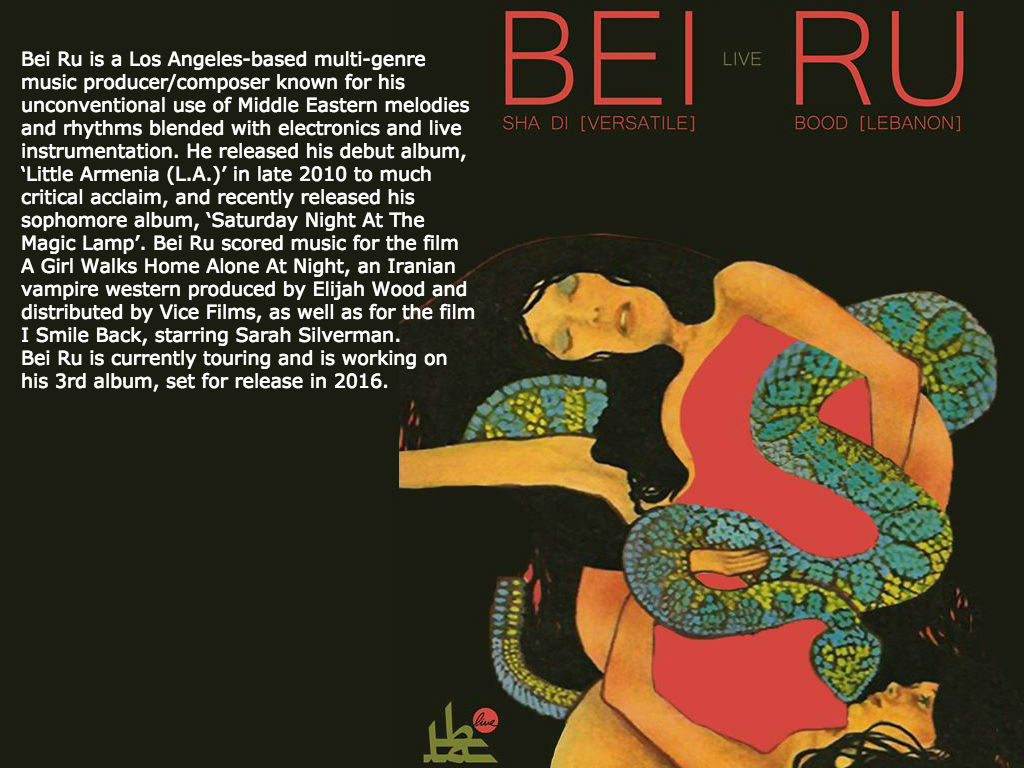 BEI LIVE RU
SHA DI [VERSATILE] BOOD [LEBANON]
Bei Ru is a Los Angeles-based multi-genre
music producer/composer known for his
unconventional use of Middle Eastern melodies
and rhythms blended with electronics and live
instrumentation. He released his debut album,
‘Little Armenia (L.A.)’ in late 2010 to much
critical acclaim, and recently released his
sophomore album, ‘Saturday Night At The
Magic Lamp’. Bei Ru scored music for the film
A Girl Walks Home Alone At Night, an Iranian
vampire western produced by Elijah Wood and
distributed by Vice Films, as well as for the film
I Smile Back, starring Sarah Silverman.
Bei Ru is currently touring and is working on
his 3rd album, set for release in 2016.
live